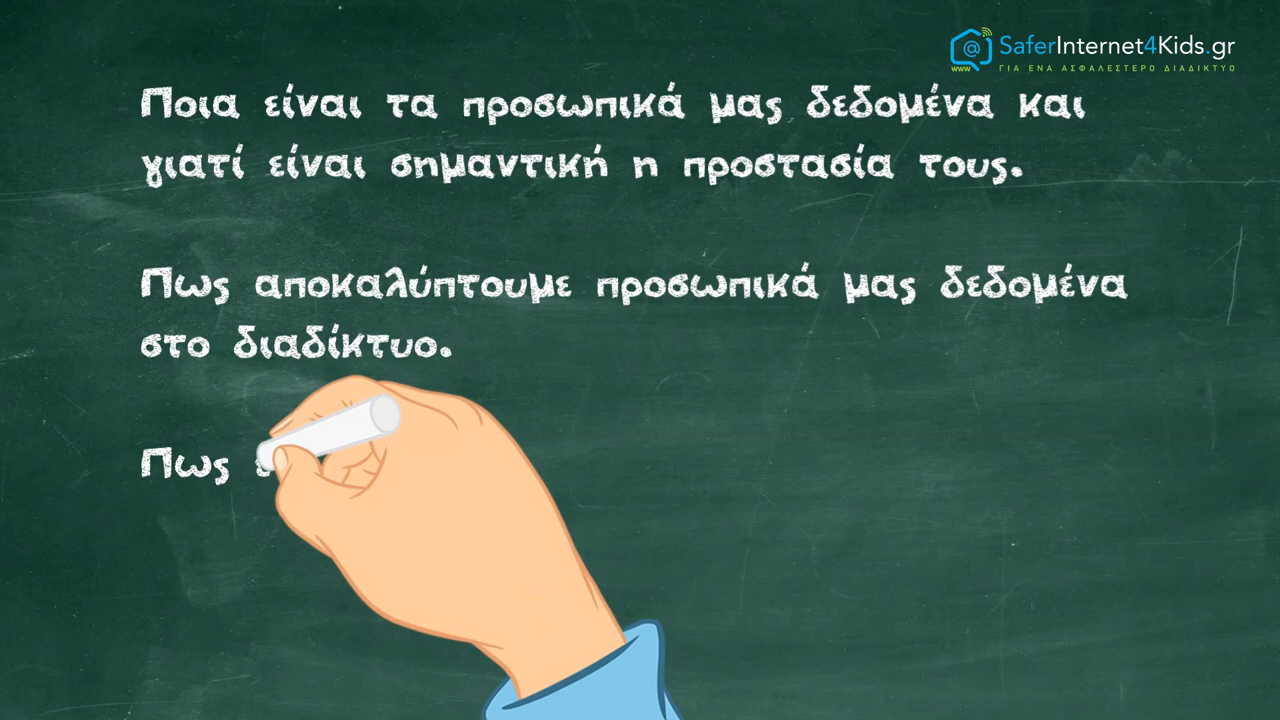 SaferInternet4Kids.gr
www ΓΙΑ ΕΝΑ ΑΣΦΑΛΕΣΤΕΡΟ ΔΙΑΔΙΚΤΥΟ
Ποια είναι τα προσωπικά μας δεδομένα και
γιατί είναι σημαντική η προστασία τους.
Πως αποκαλύπτουμε προσωπικά μας δεδομένα
στο διαδίκτυο.
Πως